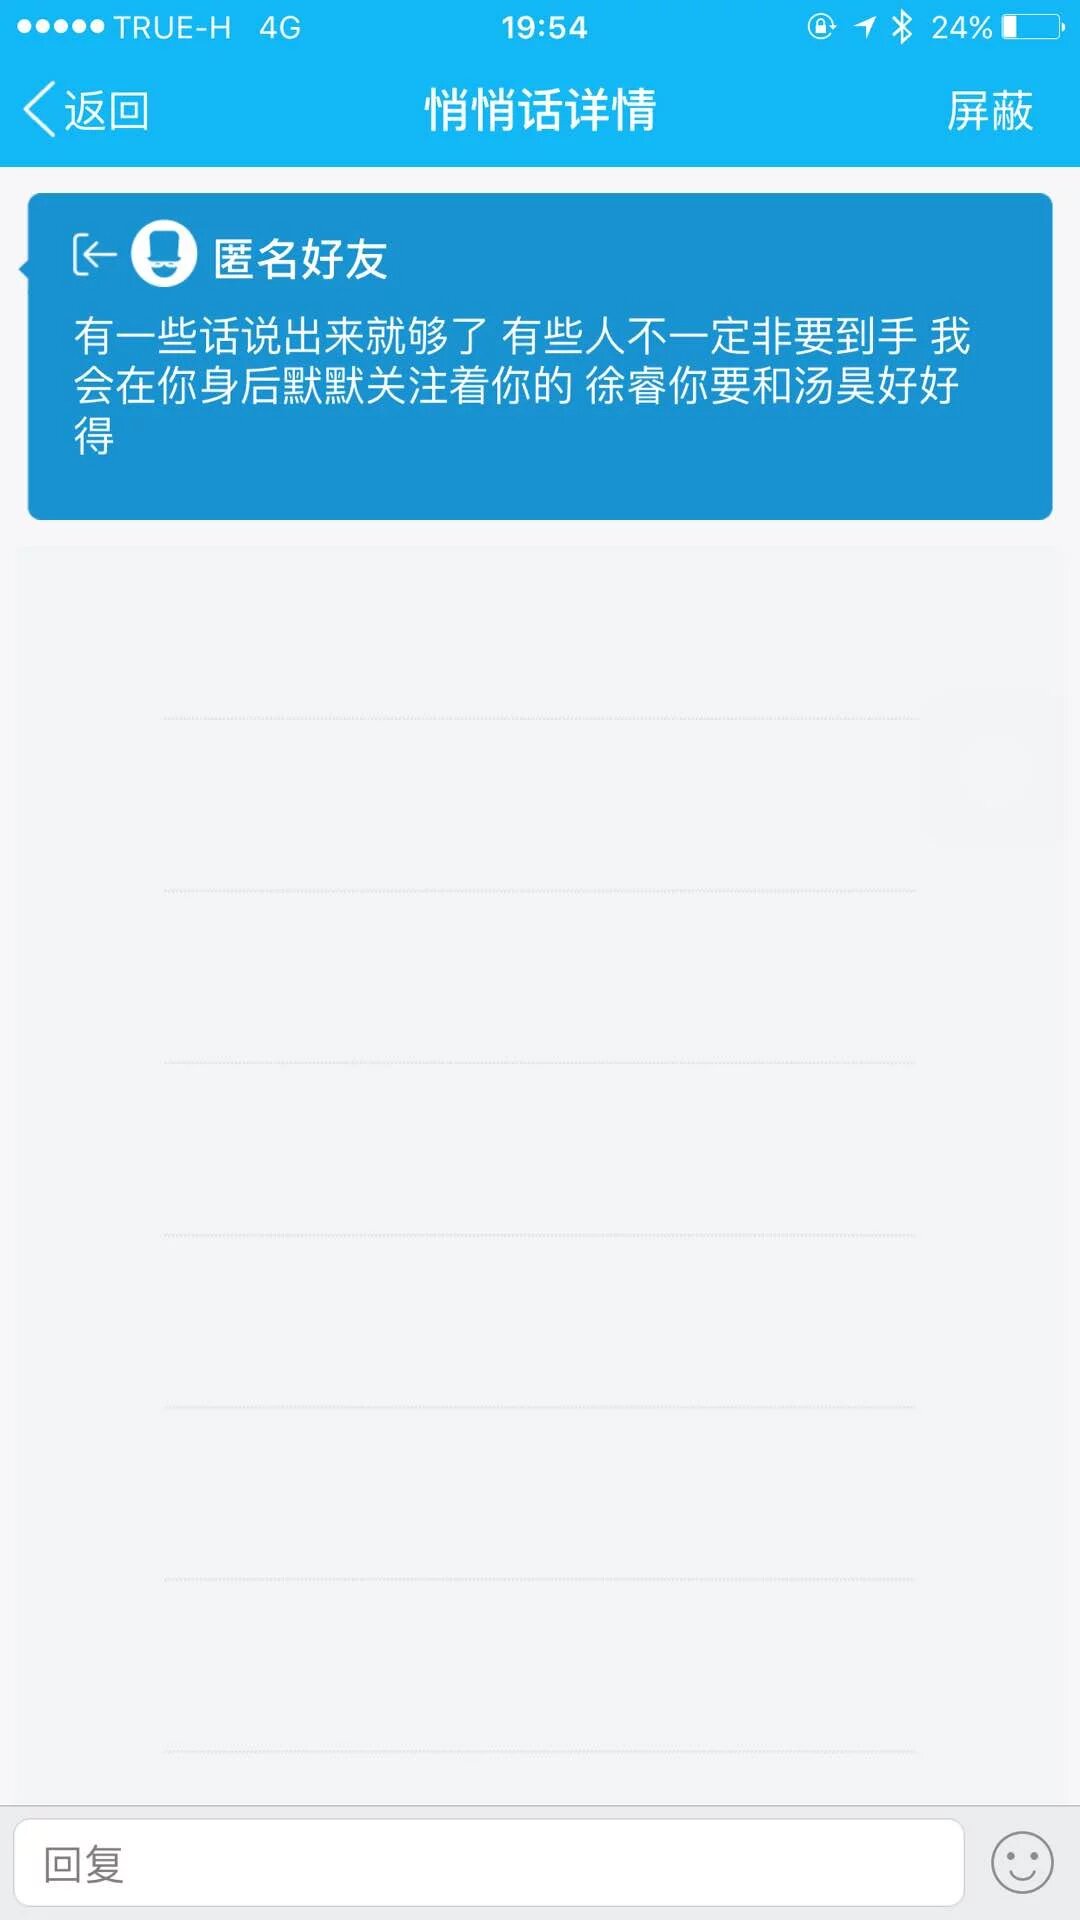 TRUE-H 4G 19:54 24%
返回 悄悄话详情 屏蔽
匿名好友
有一些话说出来就够了 有些人不一定非要到手 我
会在你身后默默关注着你的 徐睿你要和汤昊好好
得
回复